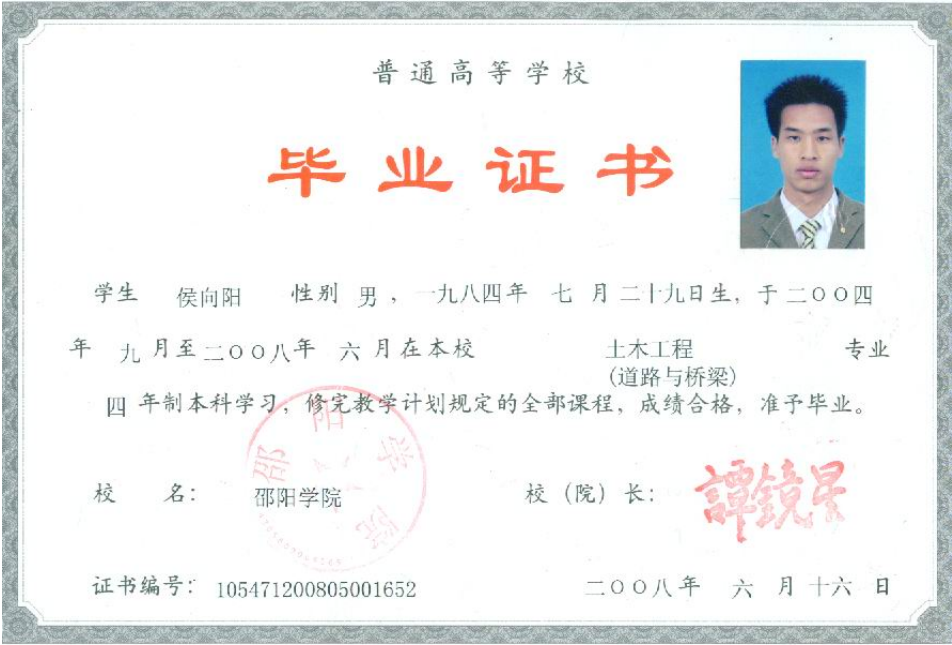 普通高等学校
毕业证书
学生 侯向阳 性别 男 ，一九八四年 七 月二十九日生，于二〇〇四
年 九 月至二〇〇八年 六 月在本校 土木工程 专业
(道路与桥梁)
四 年制本科学习，修完教学计划规定的全部课程，成绩合格，准予毕业。
邵阳学院
校 名： 邵阳学院 校（院）长： 譚鏡星
证书编号： 105471200805001652 二〇〇八年 六 月十六 日